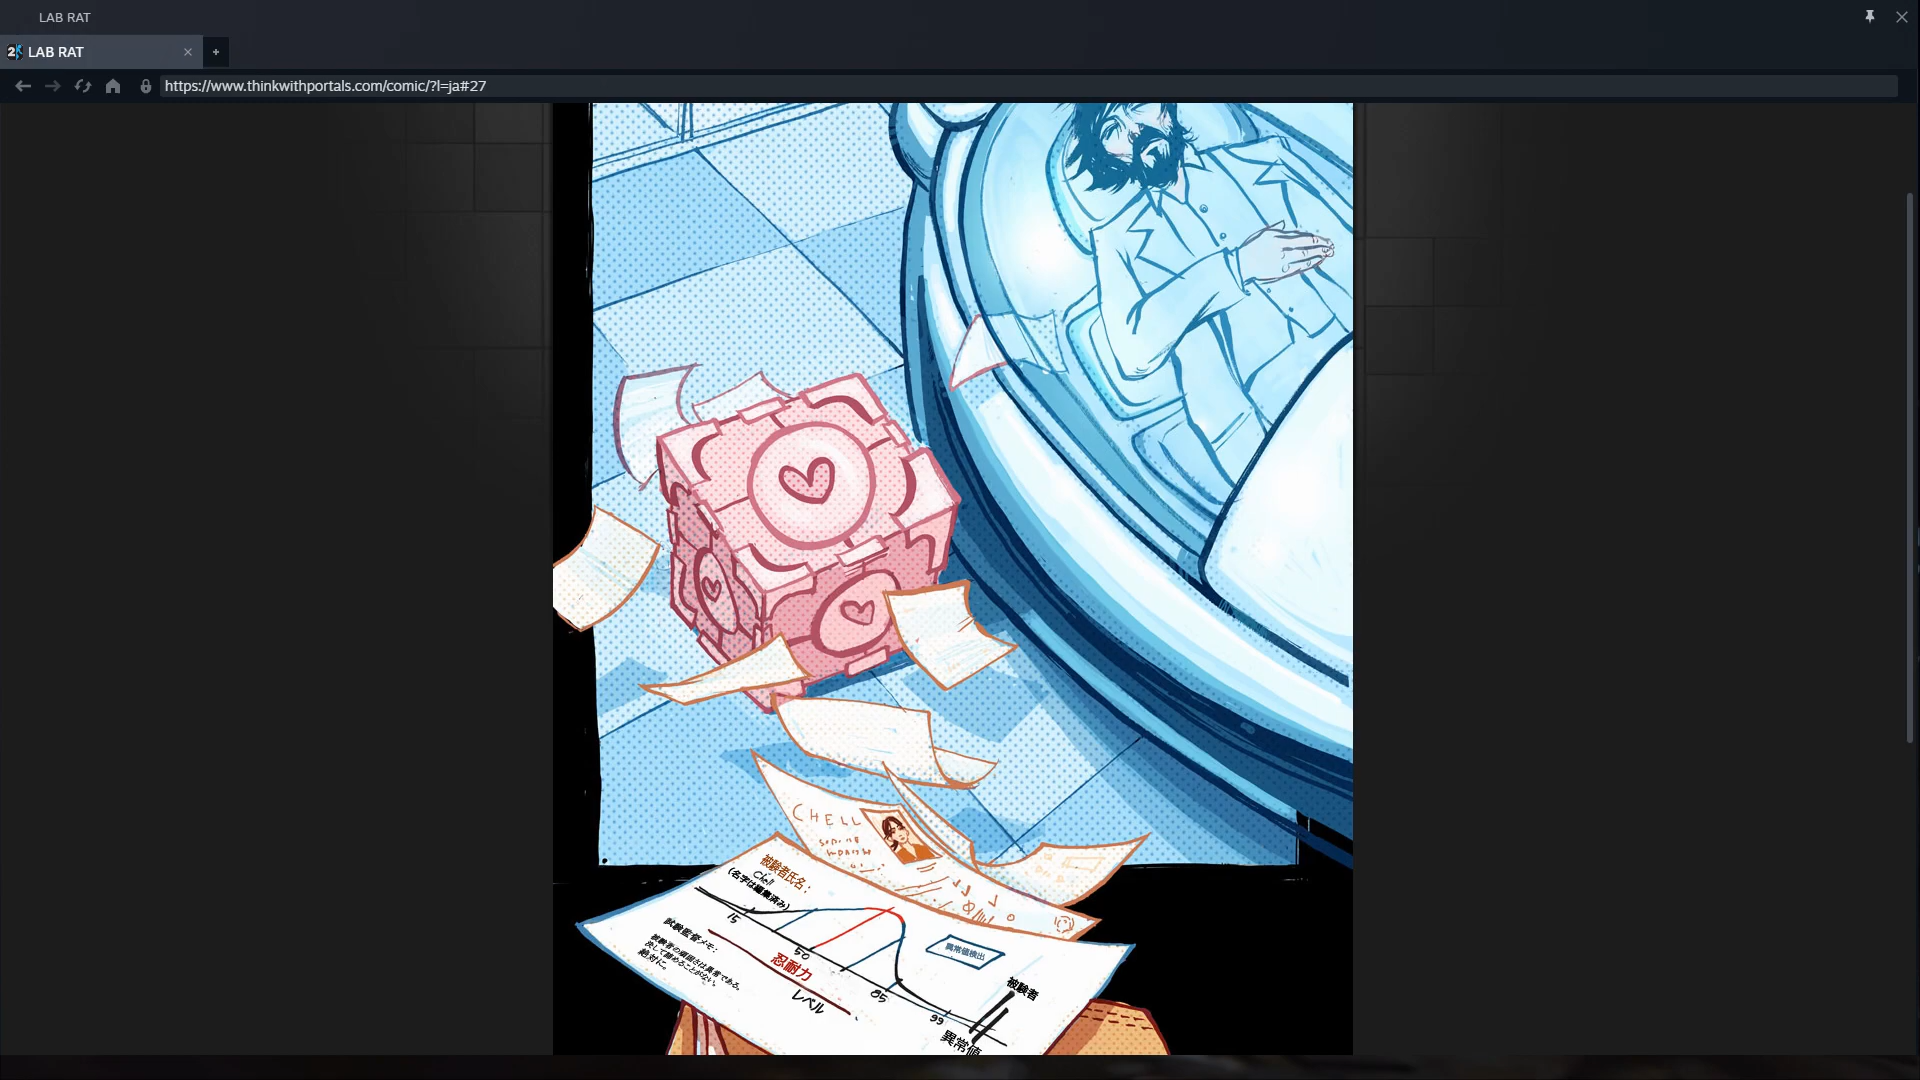 LAB RAT
LAB RAT
https://www.thinkwithportals.com/comic/?l=ja#27
CHELL
被験者氏名：
Chell
(名字は編集済み)
15
50
85
99
試験監督メモ：
被験者の頑固さは異常である。
決して諦めることがない。
絶対に。
忍耐力
レベル
異常値検出
被験者
異常値